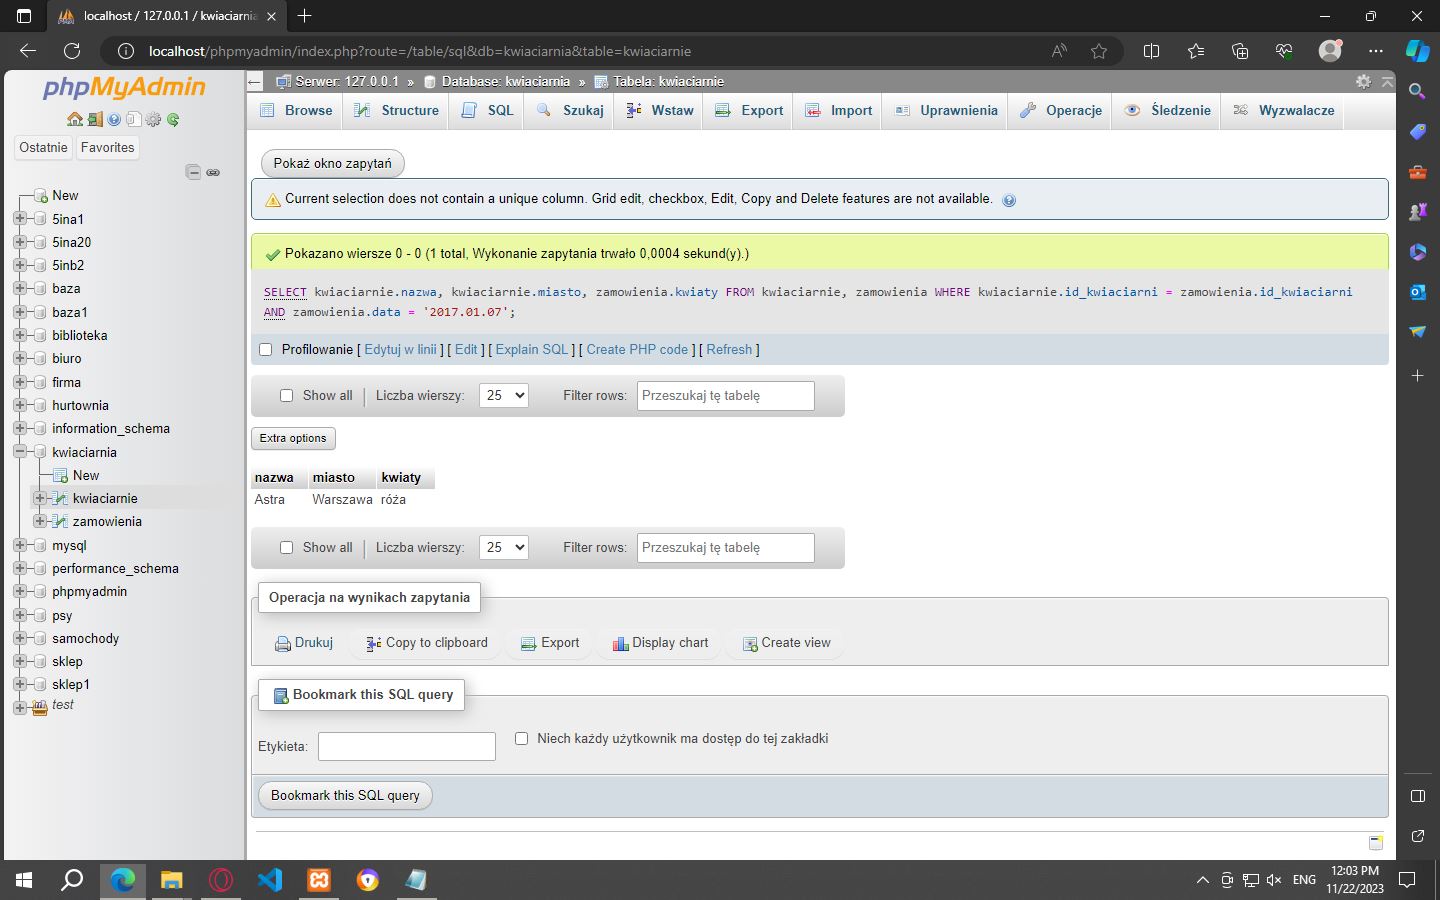 localhost / 127.0.0.1 / kwiaciarnia
localhost/phpmyadmin/index.php?route=/table/sql&db=kwiaciarnia&table=kwiaciarnie
phpMyAdmin
Ostatnie
Favorites
New
5ina1
5ina20
5inb2
baza
baza1
biblioteka
biuro
firma
hurtownia
information_schema
kwiaciarnia
New
kwiaciarnie
zamowienia
mysql
performance_schema
phpmyadmin
psy
samochody
sklep
sklep1
test
Serwer: 127.0.0.1 » Database: kwiaciarnia » Tabela: kwiaciarnie
Browse Structure SQL Szukaj Wstaw Export Import Uprawnienia Operacje Śledzenie Wyzwalacze
Pokaż okno zapytań
Current selection does not contain a unique column. Grid edit, checkbox, Edit, Copy and Delete features are not available.
Pokazano wiersze 0 - 0 (1 total, Wykonanie zapytania trwało 0,0004 sekund(y).)
SELECT kwiaciarnie.nazwa, kwiaciarnie.miasto, zamowienia.kwiaty FROM kwiaciarnie, zamowienia WHERE kwiaciarnie.id_kwiaciarni = zamowienia.id_kwiaciarni
AND zamowienia.data = '2017.01.07';
Profilowanie [ Edytuj w linii ] [ Edit ] [ Explain SQL ] [ Create PHP code ] [ Refresh ]
Show all | Liczba wierszy: 25 Filter rows: Przeszukaj tę tabelę
Extra options
nazwa miasto kwiaty
Astra Warszawa róża
Show all | Liczba wierszy: 25 Filter rows: Przeszukaj tę tabelę
Operacja na wynikach zapytania
Drukuj Copy to clipboard Export Display chart Create view
Bookmark this SQL query
Etykieta: Niech każdy użytkownik ma dostęp do tej zakładki
Bookmark this SQL query
ENG
12:03 PM
11/22/2023